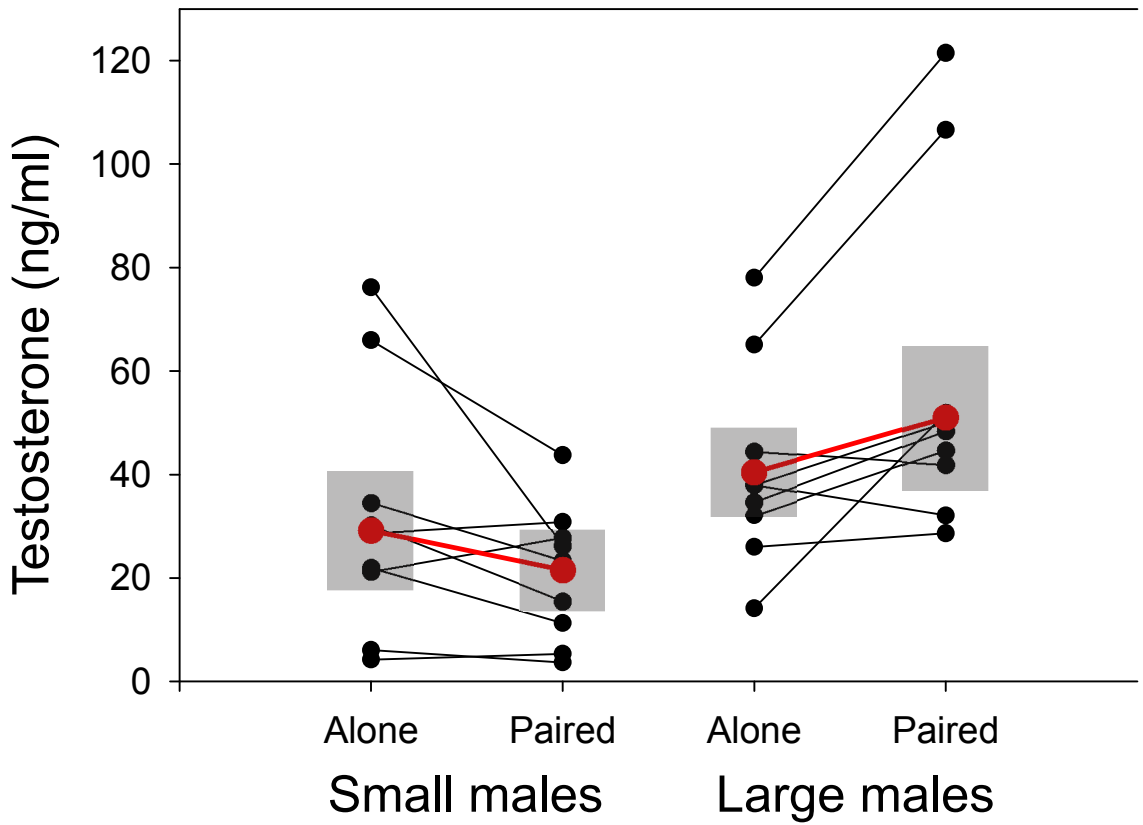 Testosterone (ng/ml)
120
100
80
60
40
20
0
Alone Paired Alone Paired
Small males Large males